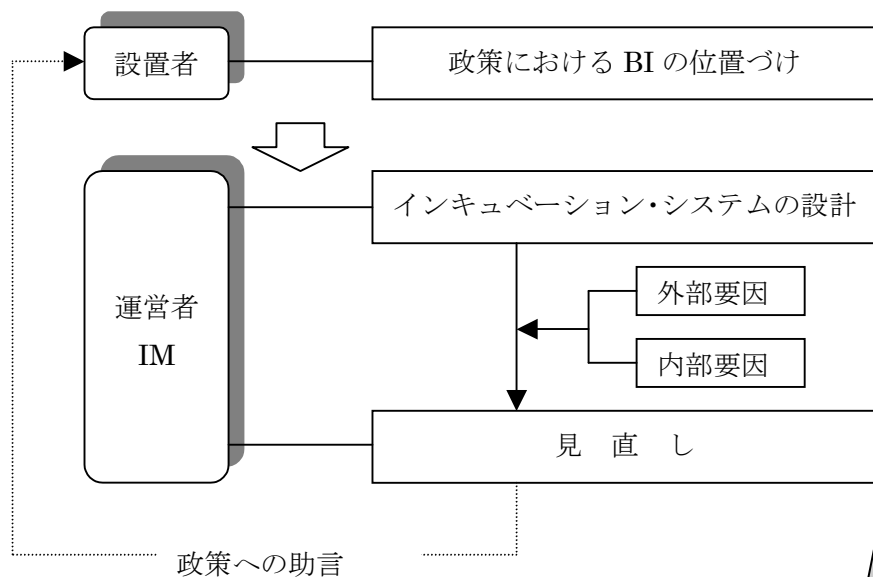 設置者
政策における BI の位置づけ
インキュベーション・システムの設計
運営者
IM
外部要因
内部要因
見 直 し
政策への助言